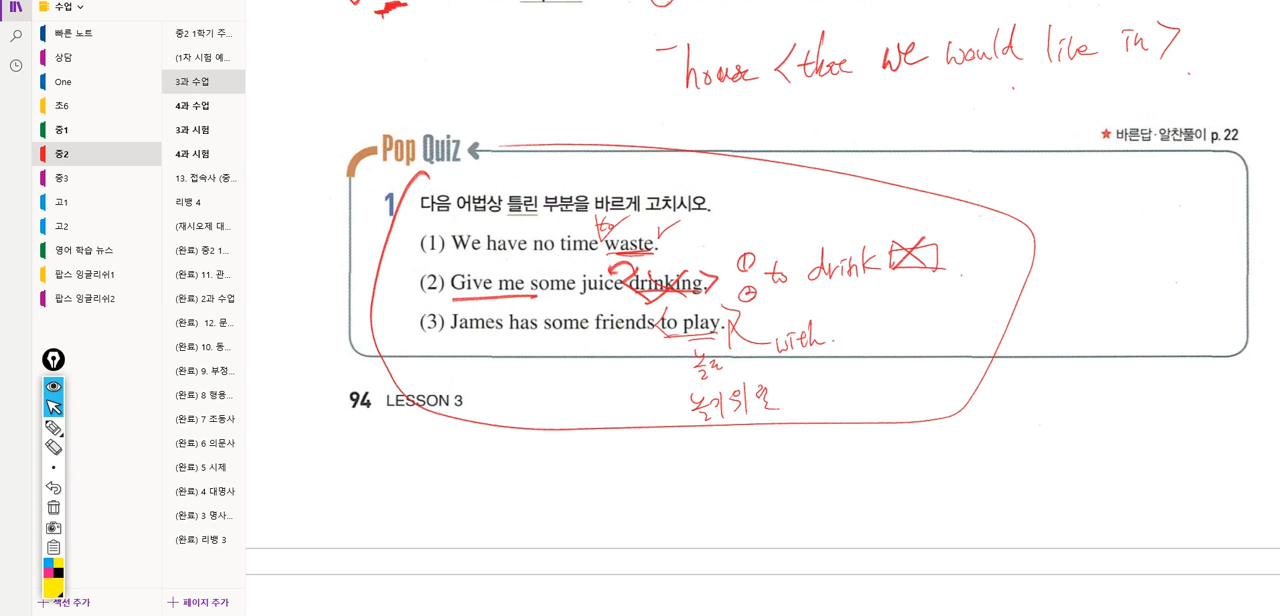 수업
빠른 노트
상담
One
초6
중1
중2
중3
고1
고2
영어 학습 뉴스
팝스 잉글리쉬1
팝스 잉글리쉬2
섹션 추가
중2 1학기 주...
(1차 시험 예...
3과 수업
4과 수업
3과 시험
4과 시험
13. 접속사 (중...
리뱅 4
(재시오제 대...
(완료) 중2 1...
(완료) 11. 관...
(완료) 2과 수업
(완료) 12. 문...
(완료) 10. 동...
(완료) 9. 부정...
(완료) 8 형용...
(완료) 7 조동사
(완료) 6 의문사
(완료) 5 시제
(완료) 4 대명사
(완료) 3 명사...
(완료) 리뱅 3
페이지 추가
house < we would live in >
★ 바른답·알찬풀이 p. 22
Pop Quiz
1 다음 어법상 틀린 부분을 바르게 고치시오.
to
(1) We have no time waste.
(2) Give me some juice drinking.
① to drink
②
(3) James has some friends to play.
with.
94 LESSON 3